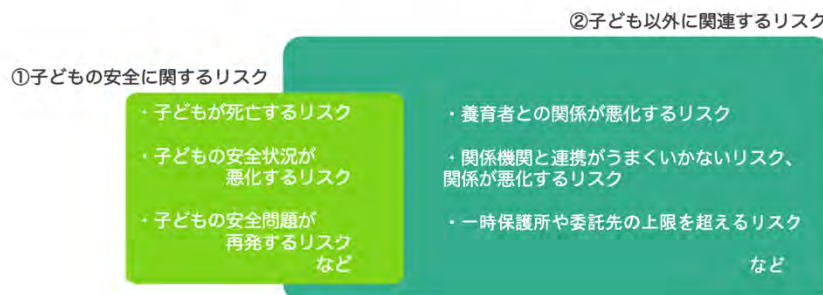 ②子ども以外に関連するリスク
①子どもの安全に関するリスク
・子どもが死亡するリスク
・子どもの安全状況が
悪化するリスク
・子どもの安全問題が
再発するリスク
など
・養育者との関係が悪化するリスク
・関係機関と連携がうまくいかないリスク、
関係が悪化するリスク
・一時保護所や委託先の上限を超えるリスク
など